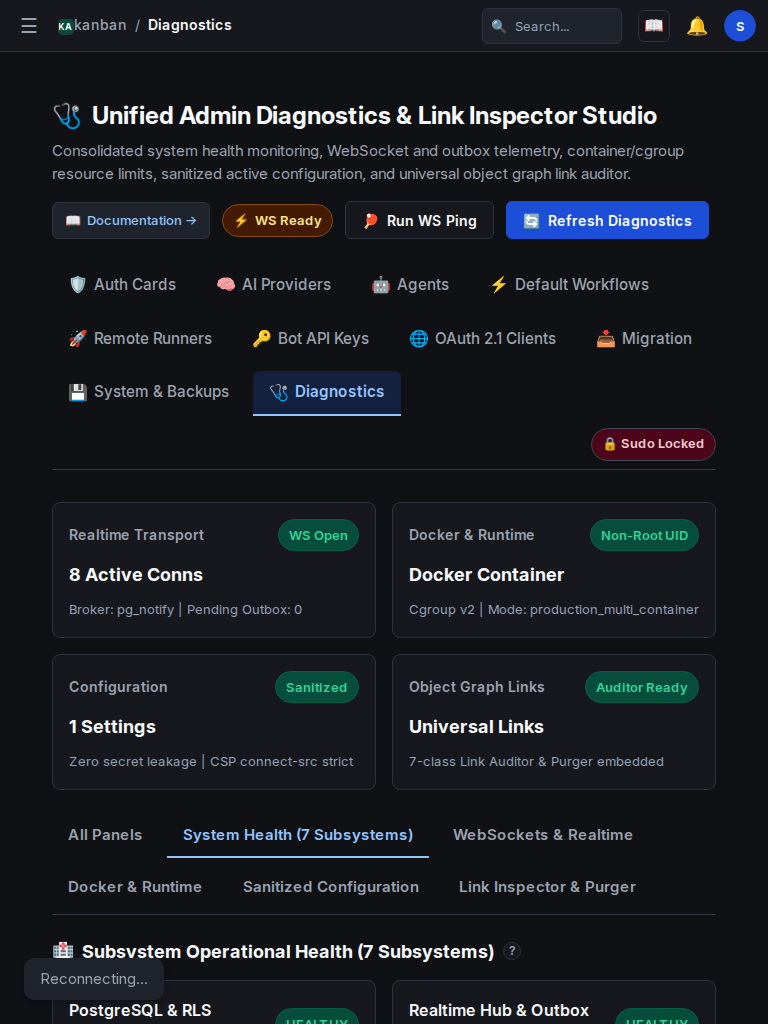 KA kanban / Diagnostics
Search...
S
Unified Admin Diagnostics & Link Inspector Studio
Consolidated system health monitoring, WebSocket and outbox telemetry, container/cgroup
resource limits, sanitized active configuration, and universal object graph link auditor.
Documentation →
WS Ready
Run WS Ping
Refresh Diagnostics
Auth Cards
AI Providers
Agents
Default Workflows
Remote Runners
Bot API Keys
OAuth 2.1 Clients
Migration
System & Backups
Diagnostics
Sudo Locked
Realtime Transport
WS Open
8 Active Conns
Broker: pg_notify | Pending Outbox: 0
Docker & Runtime
Non-Root UID
Docker Container
Cgroup v2 | Mode: production_multi_container
Configuration
Sanitized
1 Settings
Zero secret leakage | CSP connect-src strict
Object Graph Links
Auditor Ready
Universal Links
7-class Link Auditor & Purger embedded
All Panels
System Health (7 Subsystems)
WebSockets & Realtime
Docker & Runtime
Sanitized Configuration
Link Inspector & Purger
Subsystem Operational Health (7 Subsystems) ?
Reconnecting...
PostgreSQL & RLS
HEALTHY
Realtime Hub & Outbox
HEALTHY